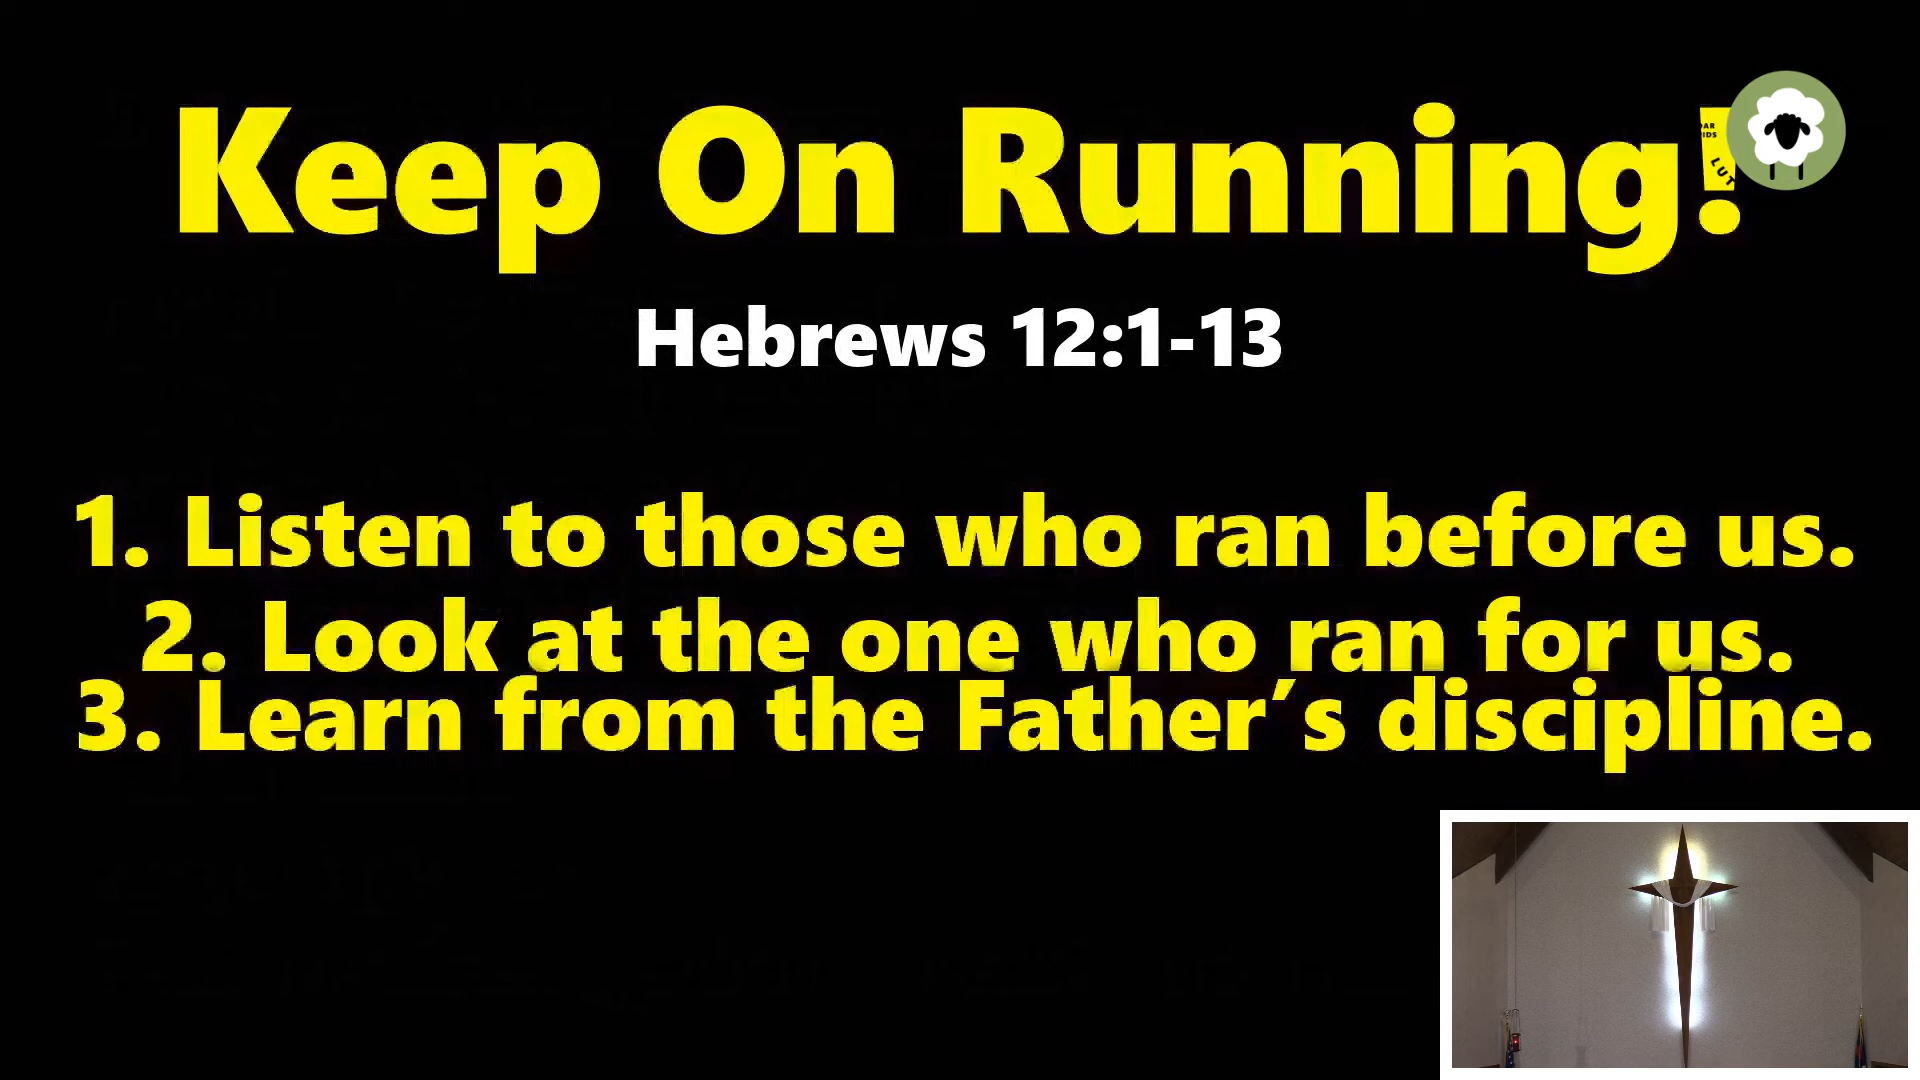 Keep On Running!
Hebrews 12:1-13
1. Listen to those who ran before us.
2. Look at the one who ran for us.
3. Learn from the Father’s discipline.